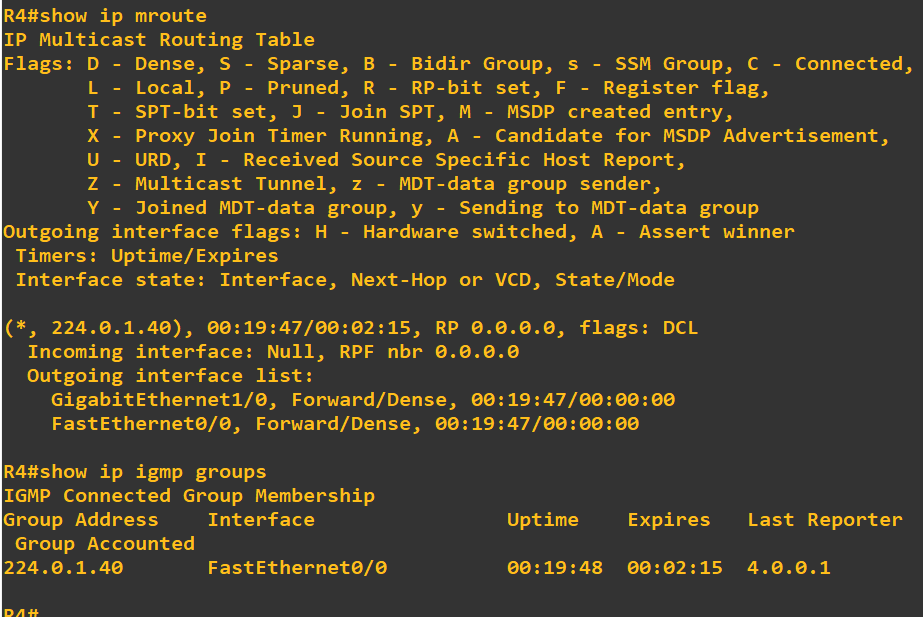 R4#show ip mroute
IP Multicast Routing Table
Flags: D - Dense, S - Sparse, B - Bidir Group, s - SSM Group, C - Connected,
       L - Local, P - Pruned, R - RP-bit set, F - Register flag,
       T - SPT-bit set, J - Join SPT, M - MSDP created entry,
       X - Proxy Join Timer Running, A - Candidate for MSDP Advertisement,
       U - URD, I - Received Source Specific Host Report,
       Z - Multicast Tunnel, z - MDT-data group sender,
       Y - Joined MDT-data group, y - Sending to MDT-data group
Outgoing interface flags: H - Hardware switched, A - Assert winner
 Timers: Uptime/Expires
 Interface state: Interface, Next-Hop or VCD, State/Mode
(*, 224.0.1.40), 00:19:47/00:02:15, RP 0.0.0.0, flags: DCL
  Incoming interface: Null, RPF nbr 0.0.0.0
  Outgoing interface list:
    GigabitEthernet1/0, Forward/Dense, 00:19:47/00:00:00
    FastEthernet0/0, Forward/Dense, 00:19:47/00:00:00
R4#show ip igmp groups
IGMP Connected Group Membership
Group Address    Interface                Uptime    Expires   Last Reporter
 Group Accounted
224.0.1.40       FastEthernet0/0          00:19:48  00:02:15  4.0.0.1
R4#